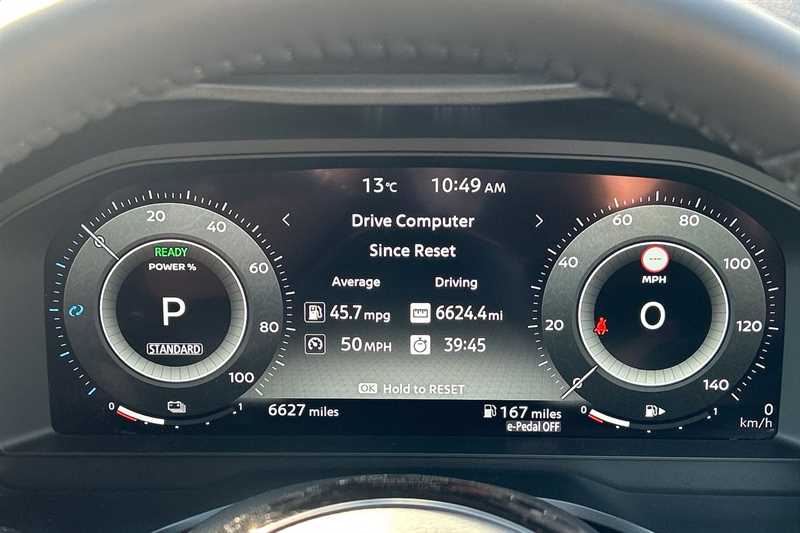 13°C 10:49 AM
Drive Computer
Since Reset
Average Driving
45.7 mpg 6624.4 mi
50 MPH 39:45
OK Hold to RESET
6627 miles
167 miles
e-Pedal OFF
0 20 40 60 80 100
READY
POWER %
P
STANDARD
0 1
0 20 40 60 80 100 120 140
---
MPH
0
0 1
0
km/h